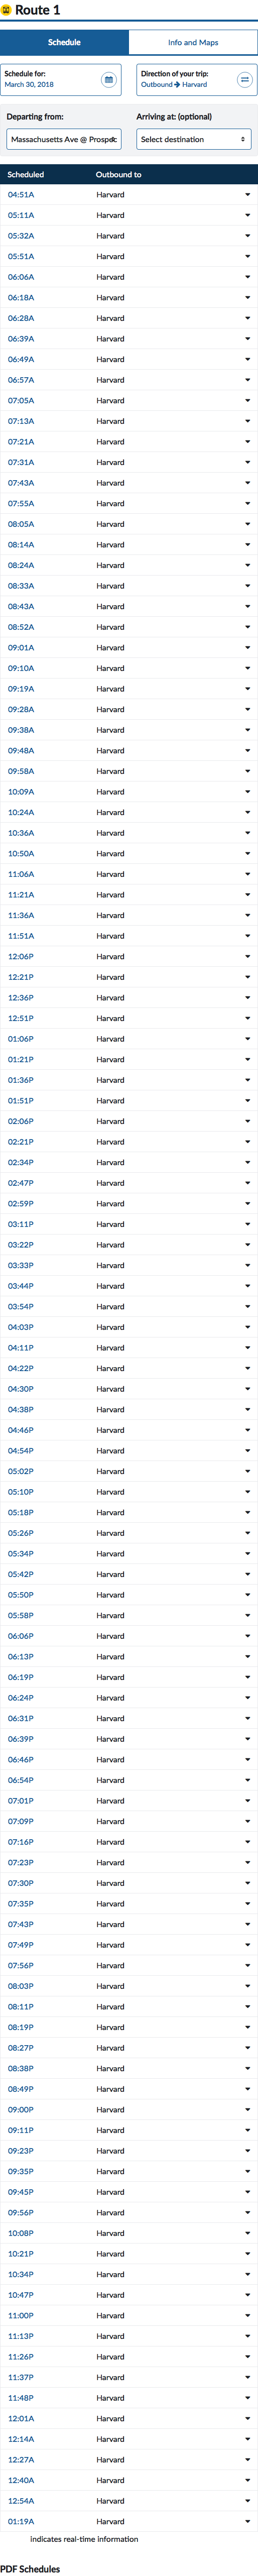 Route 1
Schedule Info and Maps
Schedule for: Direction of your trip:
March 30, 2018 Outbound Harvard
Departing from: Arriving at: (optional)
Massachusetts Ave @ Prospec Select destination
Scheduled Outbound to
04:51A Harvard
05:11A Harvard
05:32A Harvard
05:51A Harvard
06:06A Harvard
06:18A Harvard
06:28A Harvard
06:39A Harvard
06:49A Harvard
06:57A Harvard
07:05A Harvard
07:13A Harvard
07:21A Harvard
07:31A Harvard
07:43A Harvard
07:55A Harvard
08:05A Harvard
08:14A Harvard
08:24A Harvard
08:33A Harvard
08:43A Harvard
08:52A Harvard
09:01A Harvard
09:10A Harvard
09:19A Harvard
09:28A Harvard
09:38A Harvard
09:48A Harvard
09:58A Harvard
10:09A Harvard
10:24A Harvard
10:36A Harvard
10:50A Harvard
11:06A Harvard
11:21A Harvard
11:36A Harvard
11:51A Harvard
12:06P Harvard
12:21P Harvard
12:36P Harvard
12:51P Harvard
01:06P Harvard
01:21P Harvard
01:36P Harvard
01:51P Harvard
02:06P Harvard
02:21P Harvard
02:34P Harvard
02:47P Harvard
02:59P Harvard
03:11P Harvard
03:22P Harvard
03:33P Harvard
03:44P Harvard
03:54P Harvard
04:03P Harvard
04:11P Harvard
04:22P Harvard
04:30P Harvard
04:38P Harvard
04:46P Harvard
04:54P Harvard
05:02P Harvard
05:10P Harvard
05:18P Harvard
05:26P Harvard
05:34P Harvard
05:42P Harvard
05:50P Harvard
05:58P Harvard
06:06P Harvard
06:13P Harvard
06:19P Harvard
06:24P Harvard
06:31P Harvard
06:39P Harvard
06:46P Harvard
06:54P Harvard
07:01P Harvard
07:09P Harvard
07:16P Harvard
07:23P Harvard
07:30P Harvard
07:35P Harvard
07:43P Harvard
07:49P Harvard
07:56P Harvard
08:03P Harvard
08:11P Harvard
08:19P Harvard
08:27P Harvard
08:38P Harvard
08:49P Harvard
09:00P Harvard
09:11P Harvard
09:23P Harvard
09:35P Harvard
09:45P Harvard
09:56P Harvard
10:08P Harvard
10:21P Harvard
10:34P Harvard
10:47P Harvard
11:00P Harvard
11:13P Harvard
11:26P Harvard
11:37P Harvard
11:48P Harvard
12:01A Harvard
12:14A Harvard
12:27A Harvard
12:40A Harvard
12:54A Harvard
01:19A Harvard
indicates real-time information
PDF Schedules